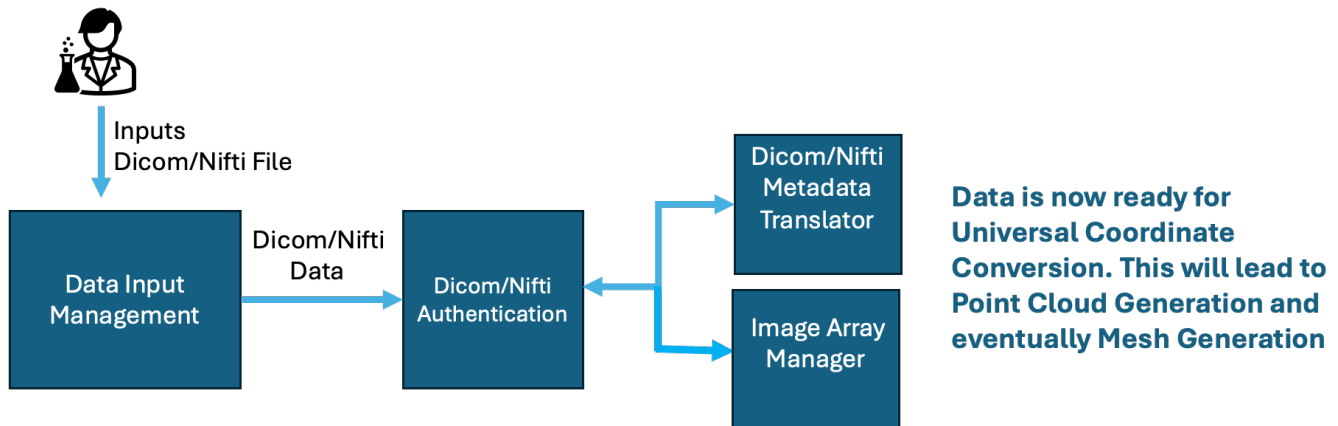 Inputs
Dicom/Nifti File
Data Input
Management
Dicom/Nifti
Data
Dicom/Nifti
Authentication
Dicom/Nifti
Metadata
Translator
Image Array
Manager
Data is now ready for
Universal Coordinate
Conversion. This will lead to
Point Cloud Generation and
eventually Mesh Generation